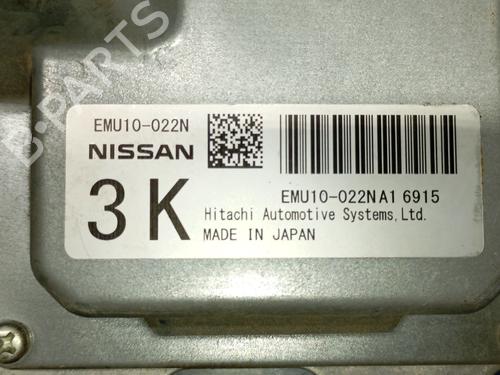 B-PARTS
EMU10-022N
NISSAN
3K
EMU10-022NA1 6915
Hitachi Automotive Systems,Ltd.
MADE IN JAPAN